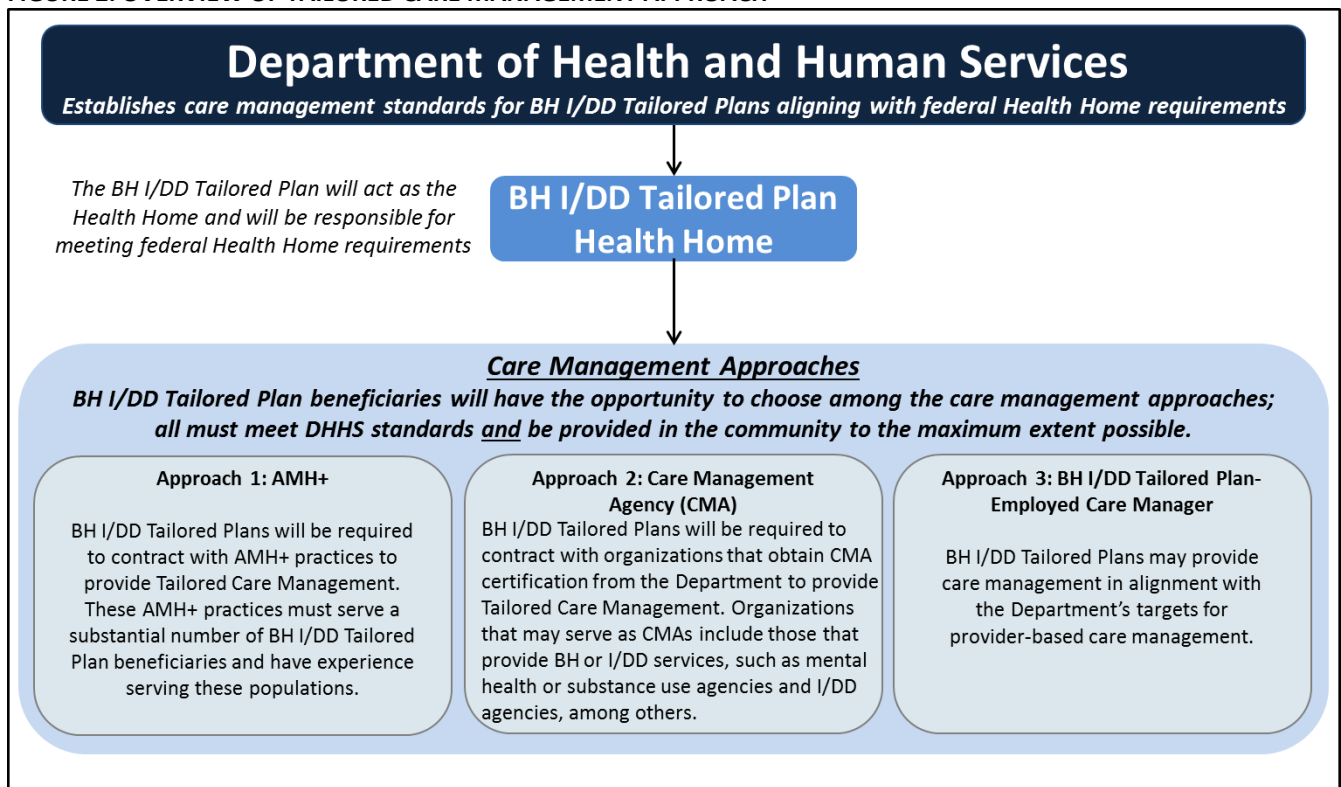 FIGURE 2: OVERVIEW OF TAILORED CARE MANAGEMENT APPROACH
Department of Health and Human Services
Establishes care management standards for BH I/DD Tailored Plans aligning with federal Health Home requirements
The BH I/DD Tailored Plan will act as the
Health Home and will be responsible for
meeting federal Health Home requirements
BH I/DD Tailored Plan
Health Home
Care Management Approaches
BH I/DD Tailored Plan beneficiaries will have the opportunity to choose among the care management approaches;
all must meet DHHS standards and be provided in the community to the maximum extent possible.
Approach 1: AMH+
BH I/DD Tailored Plans will be required
to contract with AMH+ practices to
provide Tailored Care Management.
These AMH+ practices must serve a
substantial number of BH I/DD Tailored
Plan beneficiaries and have experience
serving these populations.
Approach 2: Care Management
Agency (CMA)
BH I/DD Tailored Plans will be required to
contract with organizations that obtain CMA
certification from the Department to provide
Tailored Care Management. Organizations
that may serve as CMAs include those that
provide BH or I/DD services, such as mental
health or substance use agencies and I/DD
agencies, among others.
Approach 3: BH I/DD Tailored Plan-
Employed Care Manager
BH I/DD Tailored Plans may provide
care management in alignment with
the Department’s targets for
provider-based care management.